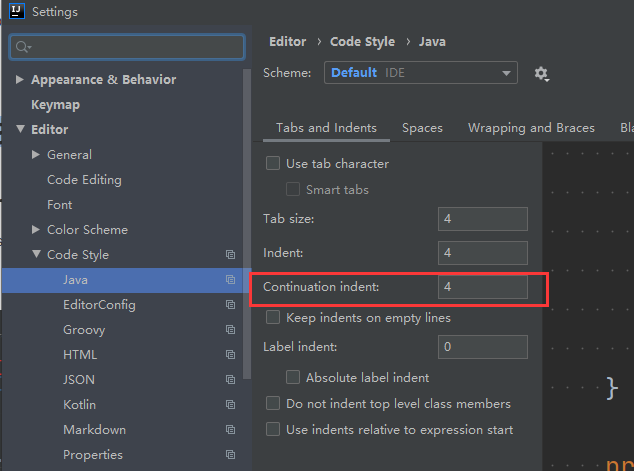 IJ Settings
Editor › Code Style › Java
Scheme: Default IDE
Appearance & Behavior
Keymap
Editor
General
Code Editing
Font
Color Scheme
Code Style
Java
EditorConfig
Groovy
HTML
JSON
Kotlin
Markdown
Properties
Tabs and Indents Spaces Wrapping and Braces
Use tab character
Smart tabs
Tab size: 4
Indent: 4
Continuation indent: 4
Keep indents on empty lines
Label indent: 0
Absolute label indent
Do not indent top level class members
Use indents relative to expression start
}